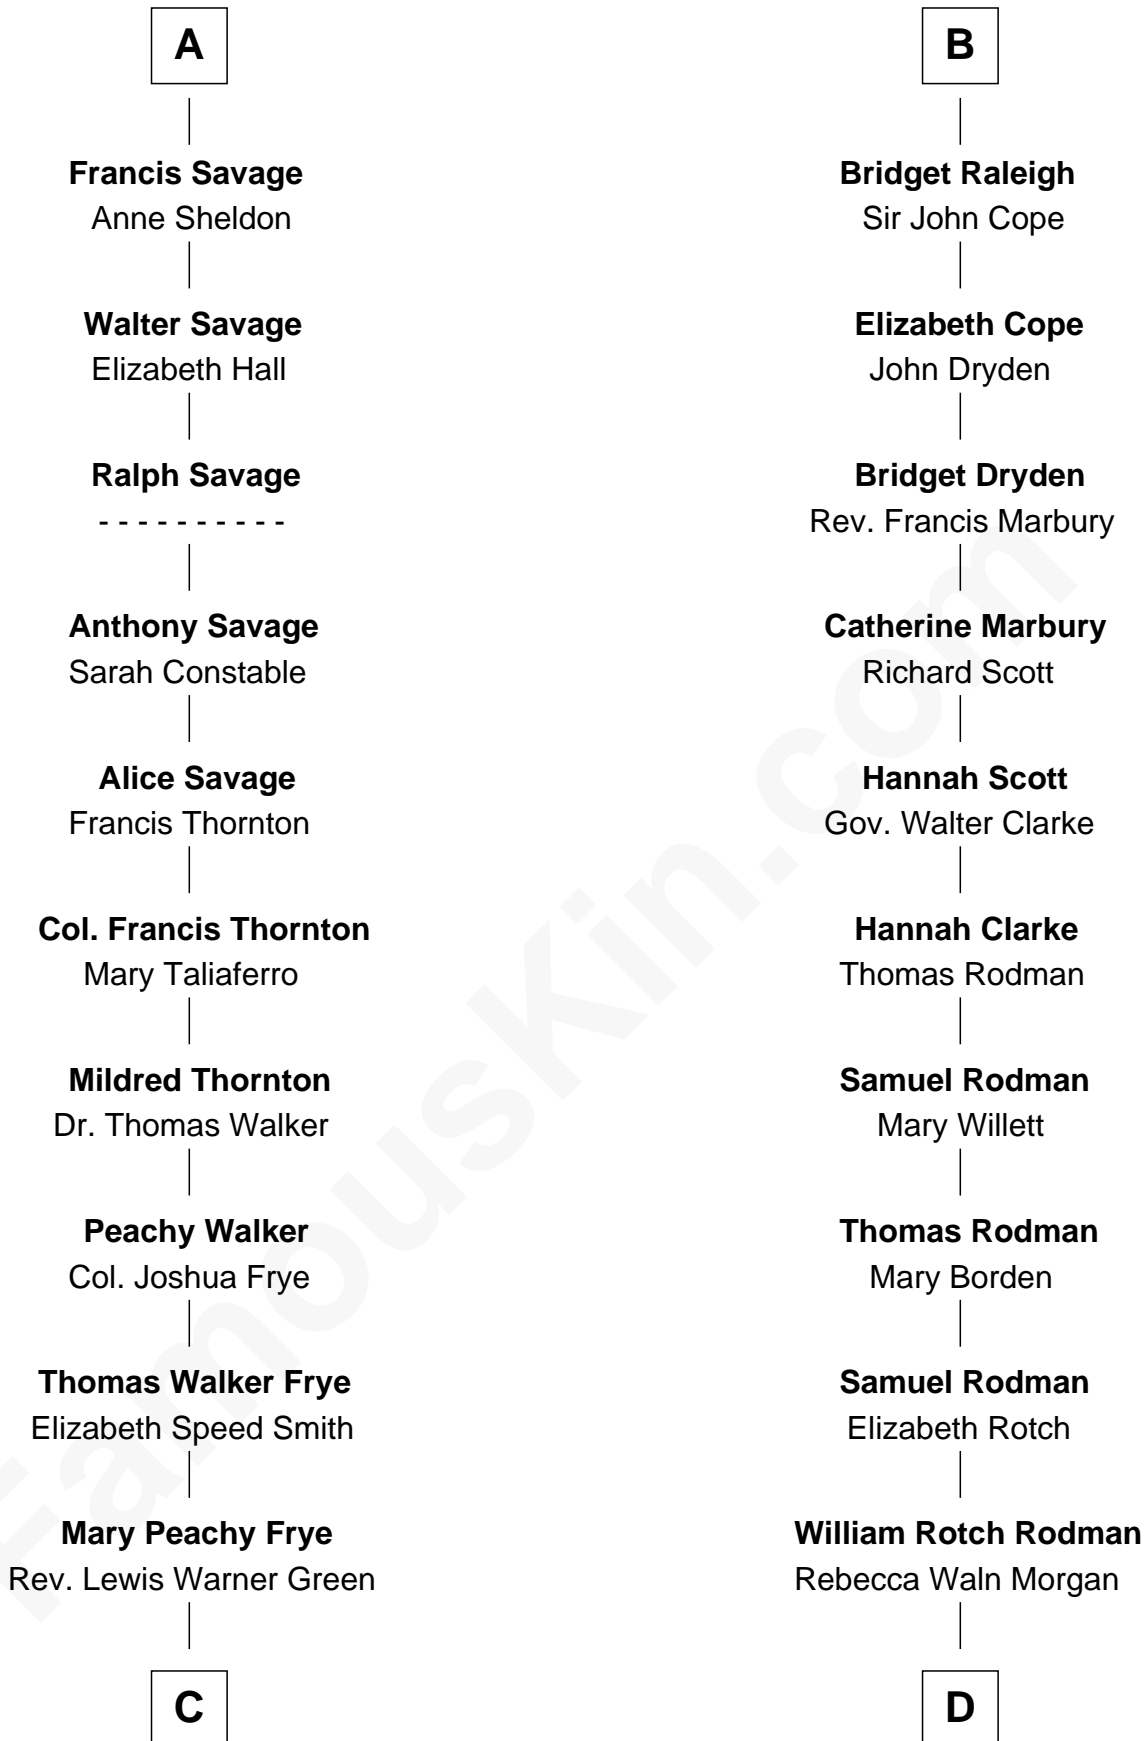 A
Francis Savage
Anne Sheldon
Walter Savage
Elizabeth Hall
Ralph Savage
- - - - - - - - - -
Anthony Savage
Sarah Constable
Alice Savage
Francis Thornton
Col. Francis Thornton
Mary Taliaferro
Mildred Thornton
Dr. Thomas Walker
Peachy Walker
Col. Joshua Frye
Thomas Walker Frye
Elizabeth Speed Smith
Mary Peachy Frye
Rev. Lewis Warner Green
C
B
Bridget Raleigh
Sir John Cope
Elizabeth Cope
John Dryden
Bridget Dryden
Rev. Francis Marbury
Catherine Marbury
Richard Scott
Hannah Scott
Gov. Walter Clarke
Hannah Clarke
Thomas Rodman
Samuel Rodman
Mary Willett
Thomas Rodman
Mary Borden
Samuel Rodman
Elizabeth Rotch
William Rotch Rodman
Rebecca Waln Morgan
D
FamousKin.com